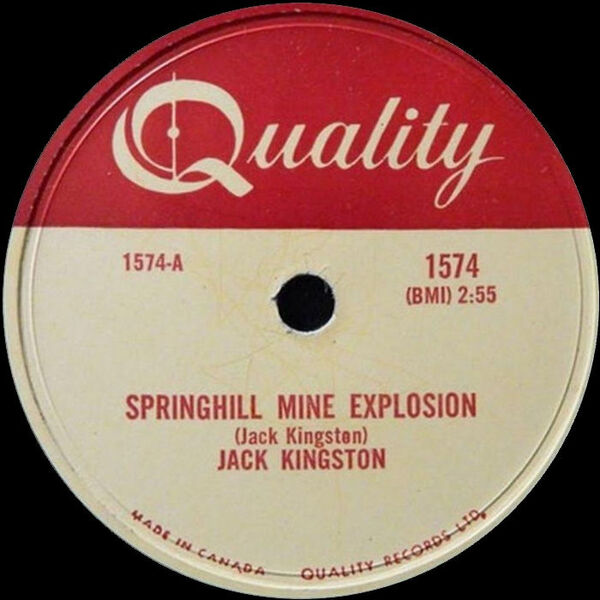 Quality
1574-A
1574
(BMI) 2:55
SPRINGHILL MINE EXPLOSION
(Jack Kingston)
JACK KINGSTON
MADE IN CANADA QUALITY RECORDS LTD.